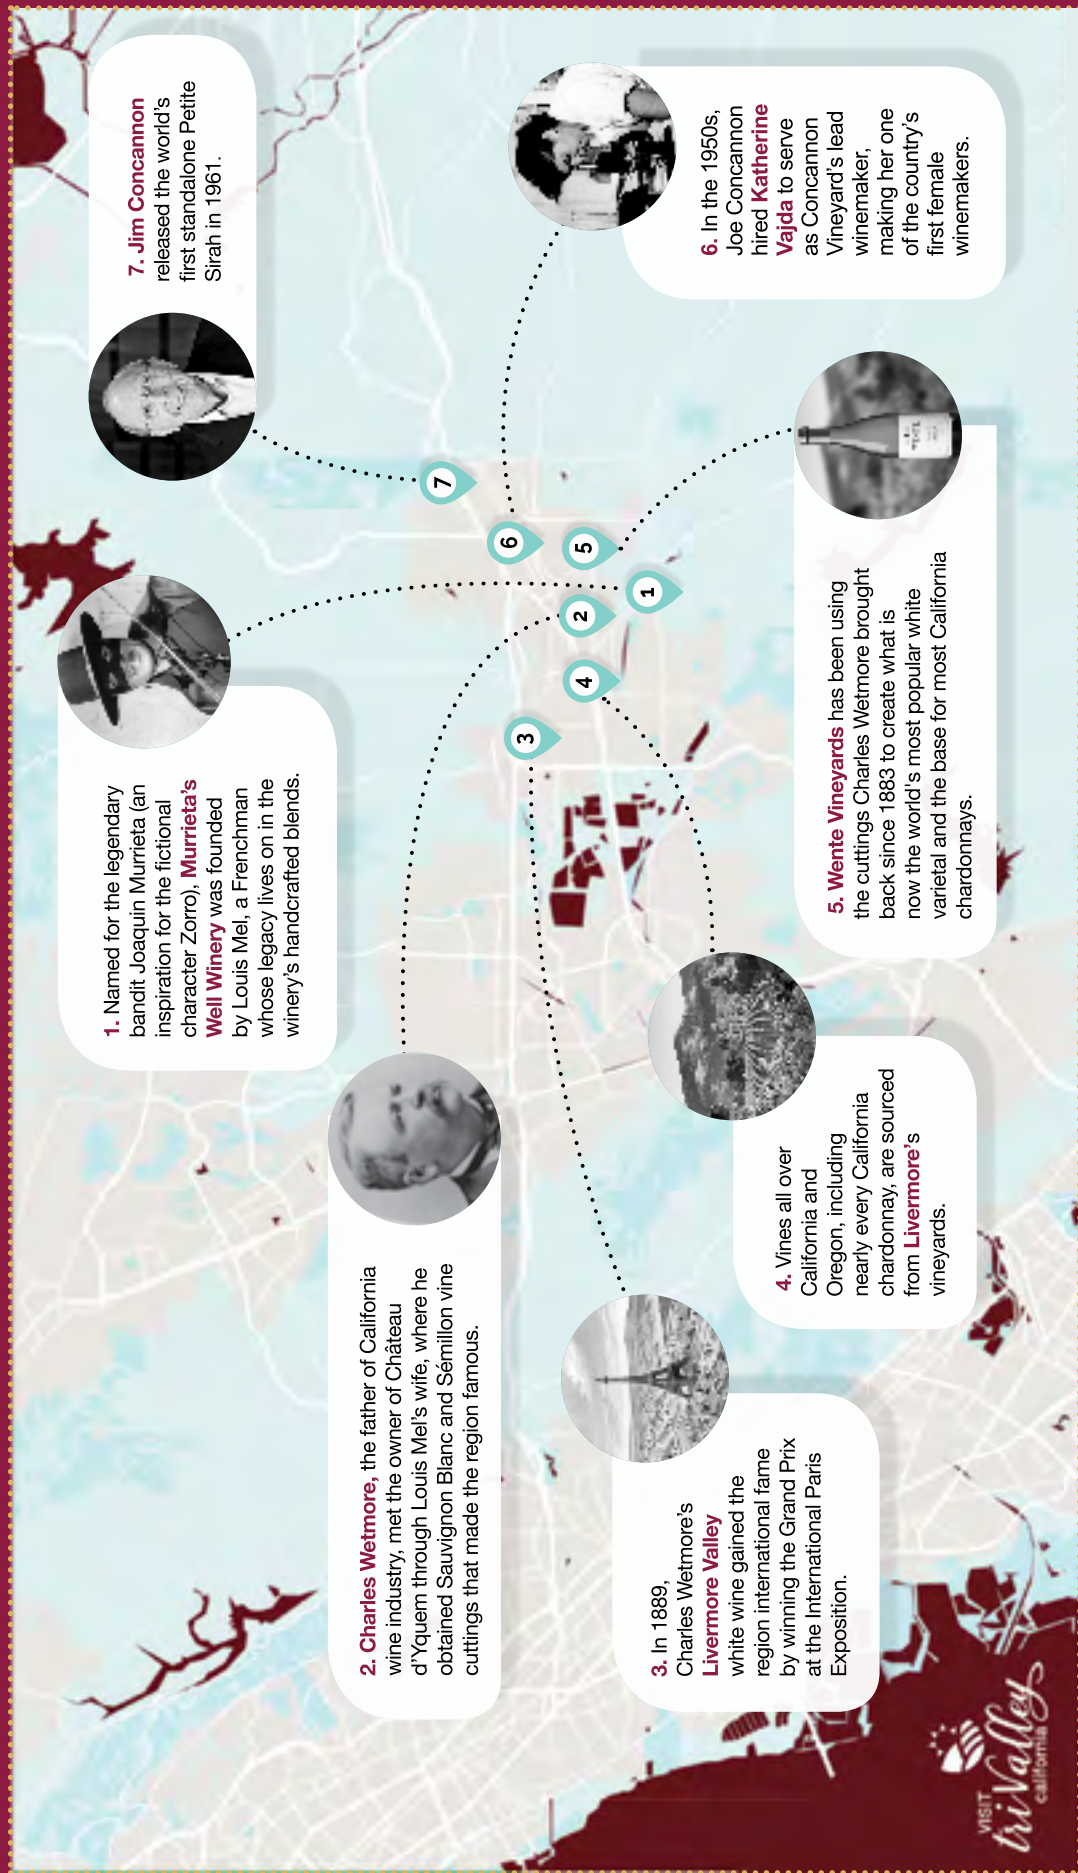 1. Named for the legendary
bandit Joaquin Murrieta (an
inspiration for the fictional
character Zorro), Murrieta’s
Well Winery was founded
by Louis Mel, a Frenchman
whose legacy lives on in the
winery’s handcrafted blends.
2. Charles Wetmore, the father of California
wine industry, met the owner of Château
d’Yquem through Louis Mel’s wife, where he
obtained Sauvignon Blanc and Sémillon vine
cuttings that made the region famous.
3. In 1889,
Charles Wetmore’s
Livermore Valley
white wine gained the
region international fame
by winning the Grand Prix
at the International Paris
Exposition.
4. Vines all over
California and
Oregon, including
nearly every California
chardonnay, are sourced
from Livermore’s
vineyards.
5. Wente Vineyards has been using
the cuttings Charles Wetmore brought
back since 1883 to create what is
now the world's most popular white
varietal and the base for most California
chardonnays.
6. In the 1950s,
Joe Concannon
hired Katherine
Vajda to serve
as Concannon
Vineyard’s lead
winemaker,
making her one
of the country’s
first female
winemakers.
7. Jim Concannon
released the world’s
first standalone Petite
Sirah in 1961.
3
4
2
1
5
6
7
VISIT
tri Valley
california